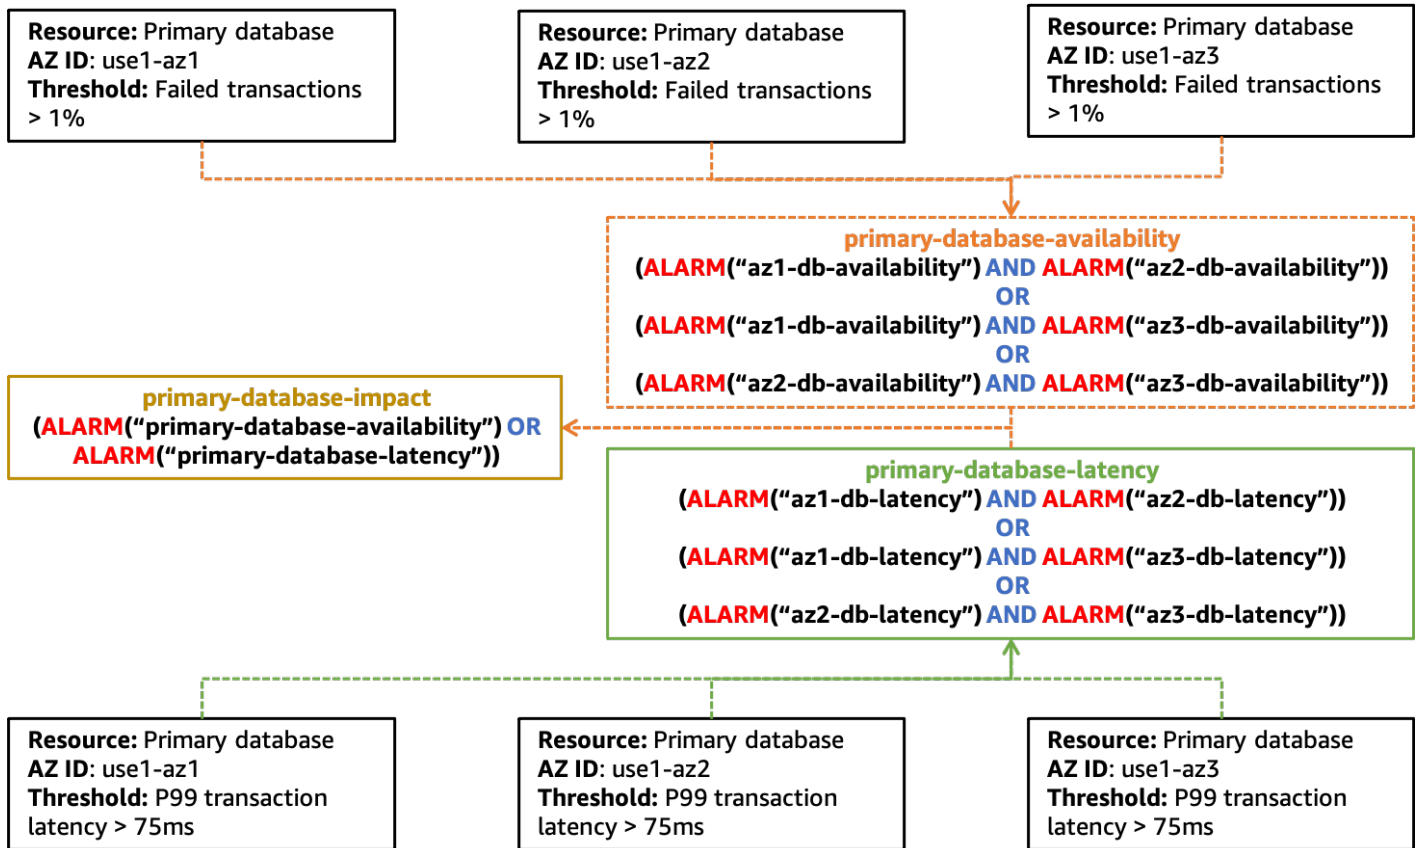 Resource: Primary database
AZ ID: use1-az1
Threshold: Failed transactions
> 1%
Resource: Primary database
AZ ID: use1-az2
Threshold: Failed transactions
> 1%
Resource: Primary database
AZ ID: use1-az3
Threshold: Failed transactions
> 1%
primary-database-availability
(ALARM(“az1-db-availability”) AND ALARM(“az2-db-availability”))
OR
(ALARM(“az1-db-availability”) AND ALARM(“az3-db-availability”))
OR
(ALARM(“az2-db-availability”) AND ALARM(“az3-db-availability”))
primary-database-impact
(ALARM(“primary-database-availability”) OR
ALARM(“primary-database-latency”))
primary-database-latency
(ALARM(“az1-db-latency”) AND ALARM(“az2-db-latency”))
OR
(ALARM(“az1-db-latency”) AND ALARM(“az3-db-latency”))
OR
(ALARM(“az2-db-latency”) AND ALARM(“az3-db-latency”))
Resource: Primary database
AZ ID: use1-az1
Threshold: P99 transaction
latency > 75ms
Resource: Primary database
AZ ID: use1-az2
Threshold: P99 transaction
latency > 75ms
Resource: Primary database
AZ ID: use1-az3
Threshold: P99 transaction
latency > 75ms